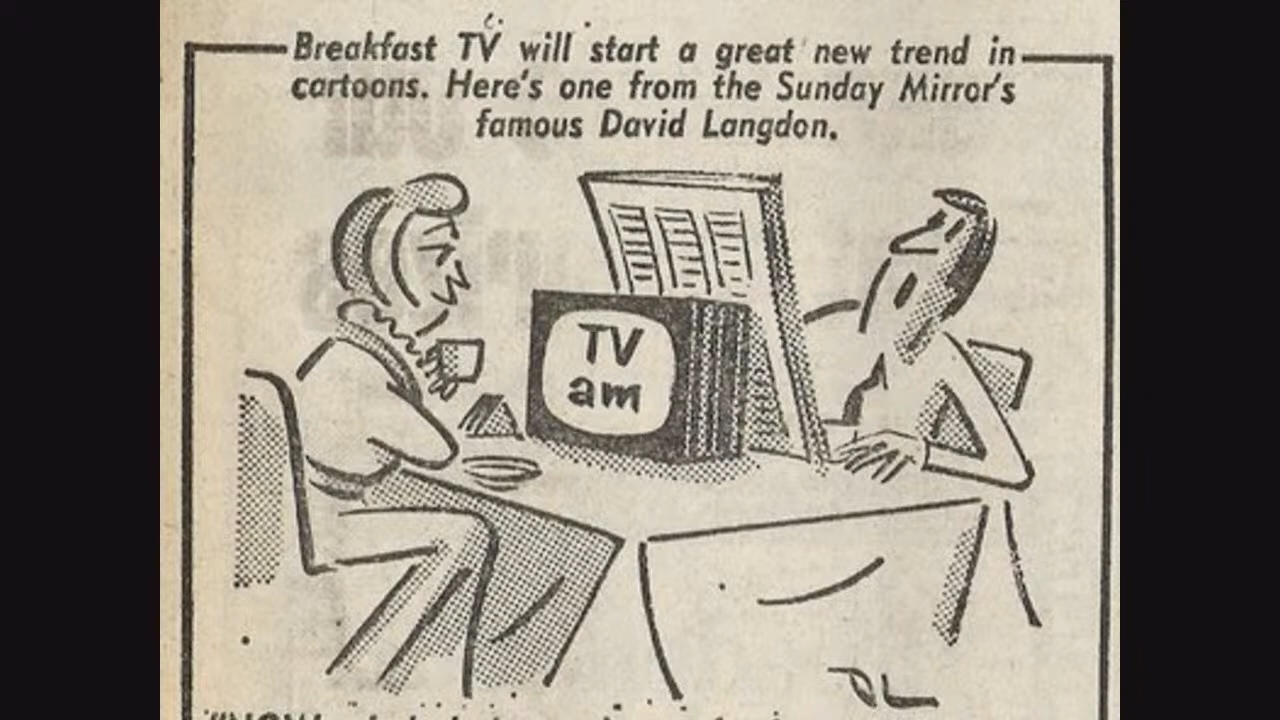 Breakfast TV will start a great new trend in
cartoons. Here's one from the Sunday Mirror's
famous David Langdon.
TV
am
DL